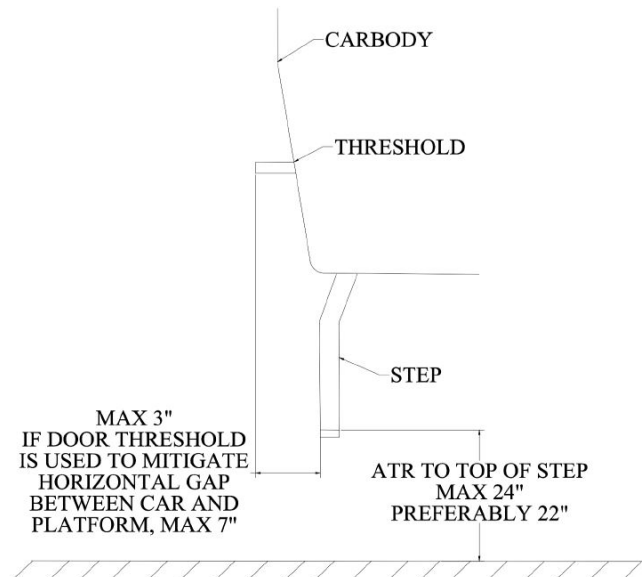 CARBODY
THRESHOLD
STEP
MAX 3"
IF DOOR THRESHOLD
IS USED TO MITIGATE
HORIZONTAL GAP
BETWEEN CAR AND
PLATFORM, MAX 7"
ATR TO TOP OF STEP
MAX 24"
PREFERABLY 22"